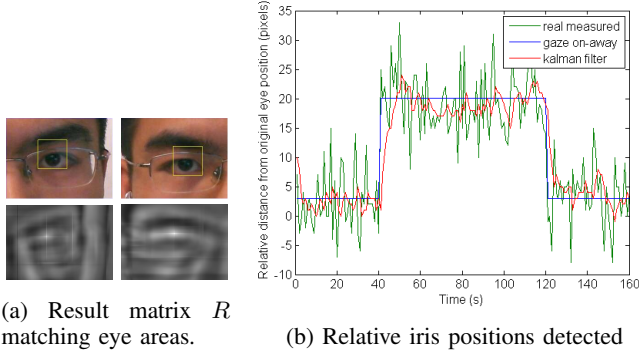 Relative distance from original eye position (pixels)
40
35
30
25
20
15
10
5
0
-5
-10
0
20
40
60
80
100
120
140
160
Time (s)
real measured
gaze on-away
kalman filter
(a) Result matrix R
matching eye areas.
(b) Relative iris positions detected